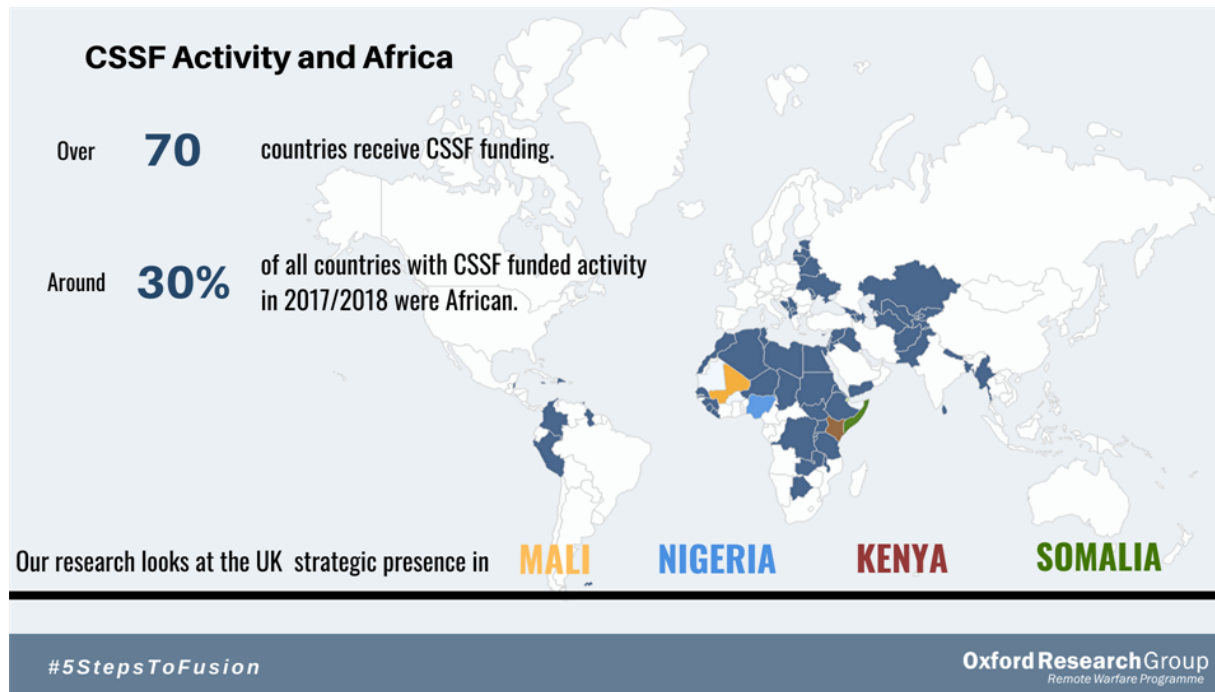 CSSF Activity and Africa
Over 70 countries receive CSSF funding.
Around 30% of all countries with CSSF funded activity
in 2017/2018 were African.
Our research looks at the UK strategic presence in MALI NIGERIA KENYA SOMALIA
#5StepsToFusion
Oxford Research Group
Remote Warfare Programme